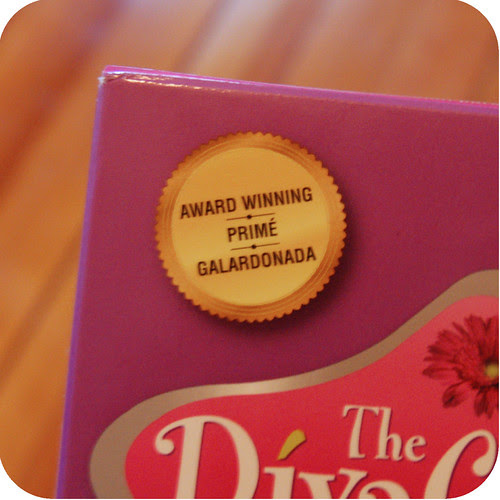 AWARD WINNING
PRIMÉ
GALARDONADA
The